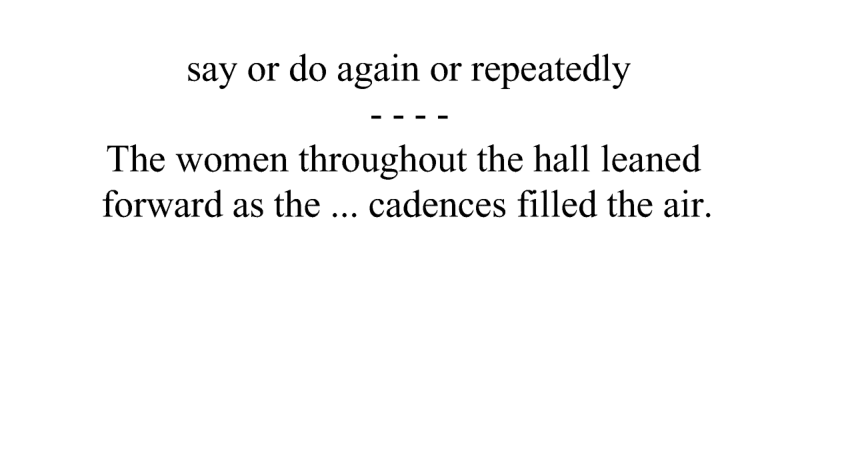 say or do again or repeatedly
- - - -
The women throughout the hall leaned
forward as the ... cadences filled the air.